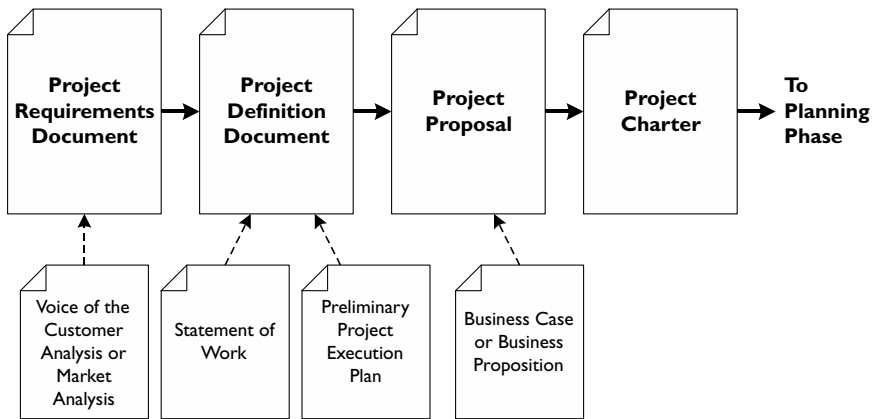 Project
Requirements
Document
Project
Definition
Document
Project
Proposal
Project
Charter
To
Planning
Phase
Voice of the
Customer
Analysis or
Market
Analysis
Statement of
Work
Preliminary
Project
Execution
Plan
Business Case
or Business
Proposition